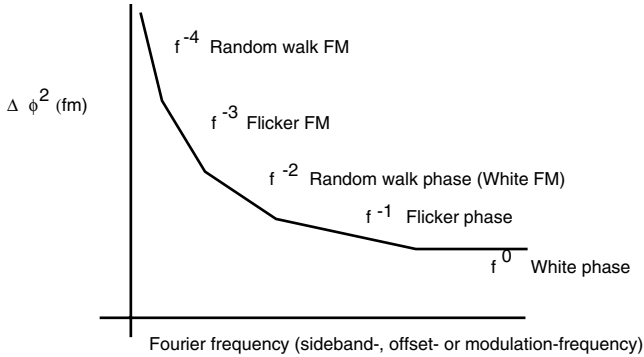 f -4 Random walk FM
Δ ϕ2 (fm)
f -3 Flicker FM
f -2 Random walk phase (White FM)
f -1 Flicker phase
f 0 White phase
Fourier frequency (sideband-, offset- or modulation-frequency)